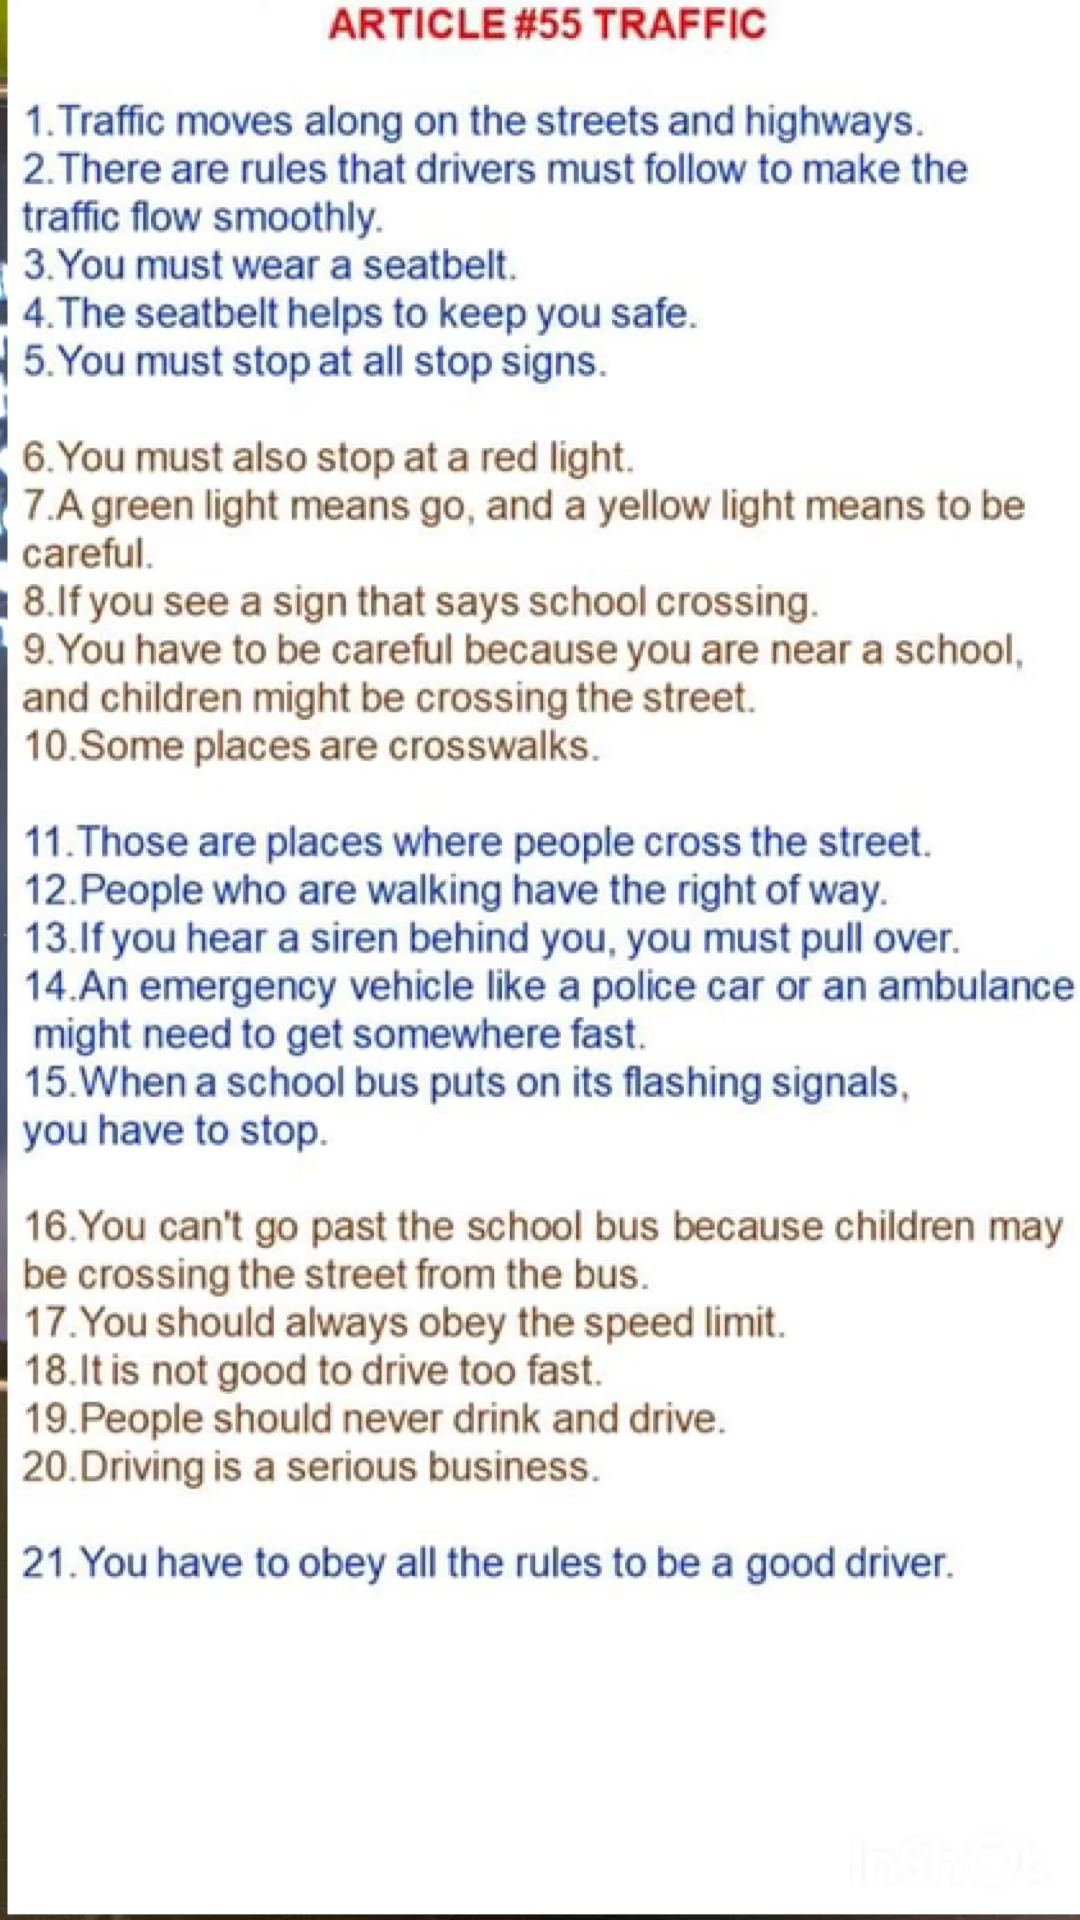 ARTICLE #55 TRAFFIC
1.Traffic moves along on the streets and highways.
2.There are rules that drivers must follow to make the
traffic flow smoothly.
3.You must wear a seatbelt.
4.The seatbelt helps to keep you safe.
5.You must stop at all stop signs.
6.You must also stop at a red light.
7.A green light means go, and a yellow light means to be
careful.
8.If you see a sign that says school crossing.
9.You have to be careful because you are near a school,
and children might be crossing the street.
10.Some places are crosswalks.
11.Those are places where people cross the street.
12.People who are walking have the right of way.
13.If you hear a siren behind you, you must pull over.
14.An emergency vehicle like a police car or an ambulance
might need to get somewhere fast.
15.When a school bus puts on its flashing signals,
you have to stop.
16.You can't go past the school bus because children may
be crossing the street from the bus.
17.You should always obey the speed limit.
18.It is not good to drive too fast.
19.People should never drink and drive.
20.Driving is a serious business.
21.You have to obey all the rules to be a good driver.
InShOt